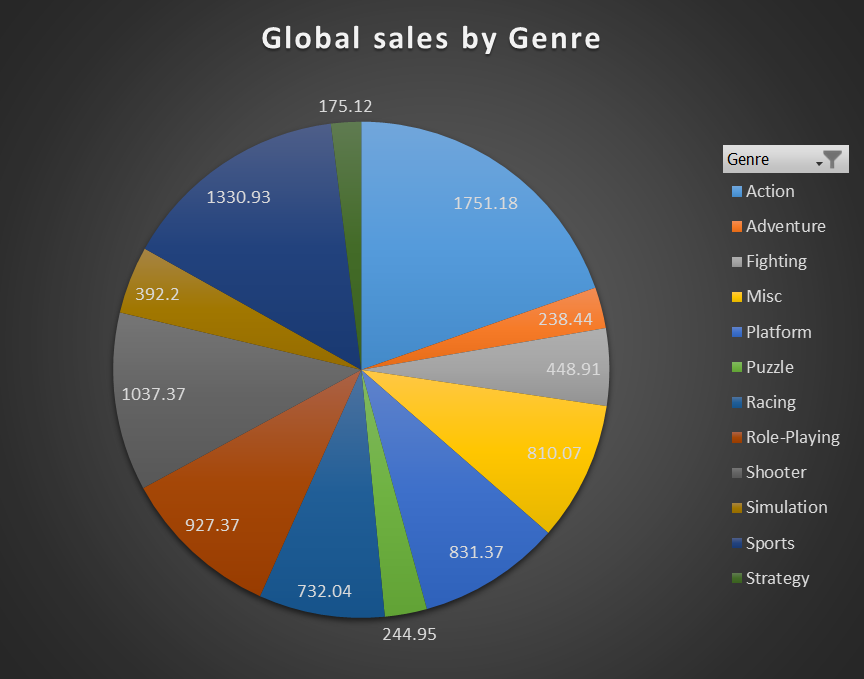 Global sales by Genre
175.12
1751.18
1330.93
238.44
392.2
448.91
1037.37
810.07
927.37
831.37
732.04
244.95
Genre
Action
Adventure
Fighting
Misc
Platform
Puzzle
Racing
Role-Playing
Shooter
Simulation
Sports
Strategy